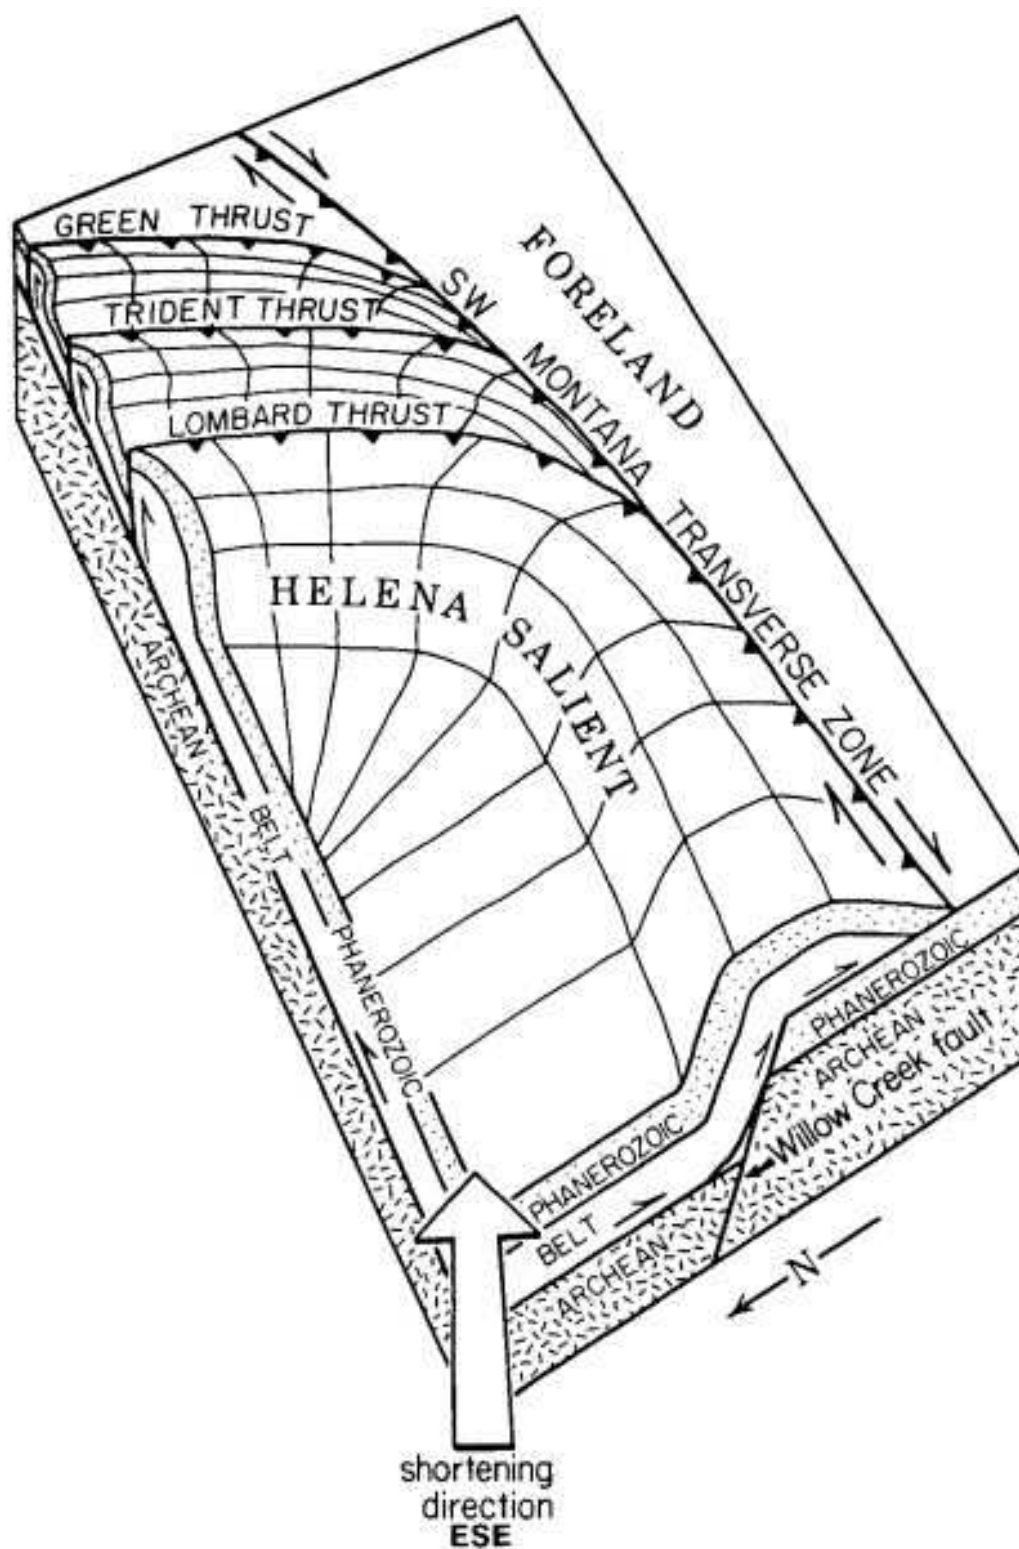 GREEN THRUST
TRIDENT THRUST
LOMBARD THRUST
FORELAND
SW MONTANA TRANSVERSE ZONE
HELENA SALIENT
ARCHEAN
BELT
PHANEROZOIC
PHANEROZOIC
BELT
ARCHEAN
PHANEROZOIC
ARCHEAN
Willow Creek fault
N
shortening
direction
ESE